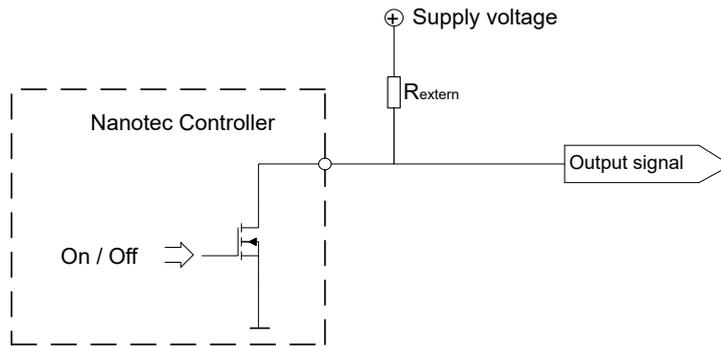 Supply voltage
Rextern
Nanotec Controller
Output signal
On / Off